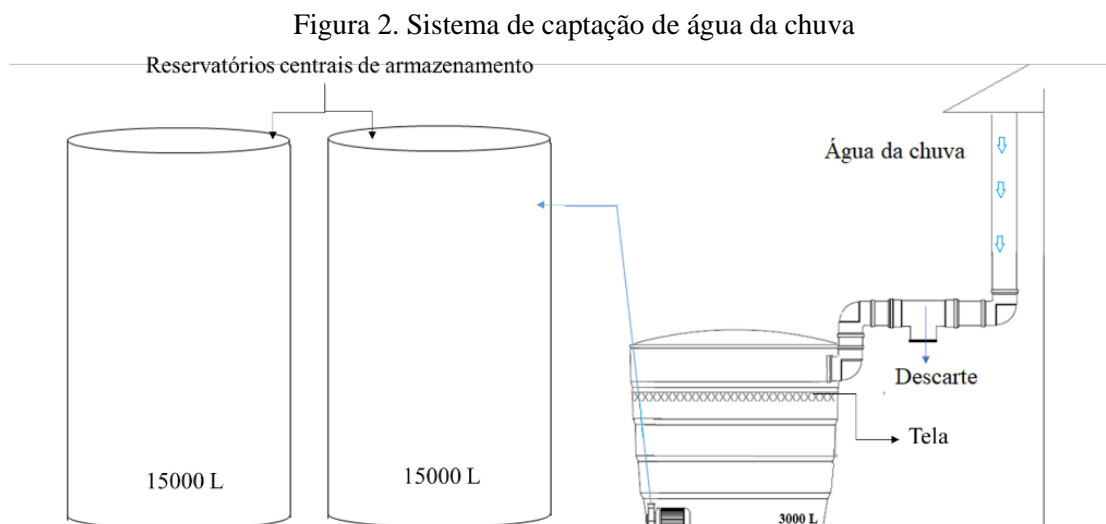 Figura 2. Sistema de captação de água da chuva
Reservatórios centrais de armazenamento
Água da chuva
Descarte
Tela
15000 L
15000 L
3000 L